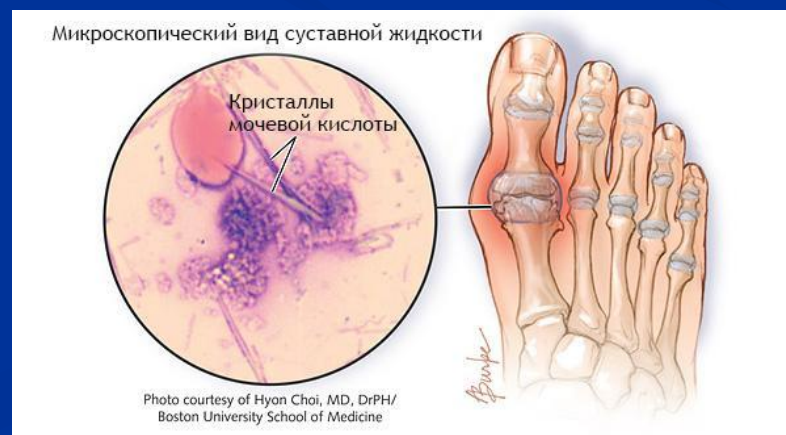 Микроскопический вид суставной жидкости
Кристаллы
мочевой кислоты
Photo courtesy of Hyon Choi, MD, DrPH/
Boston University School of Medicine
ABurke